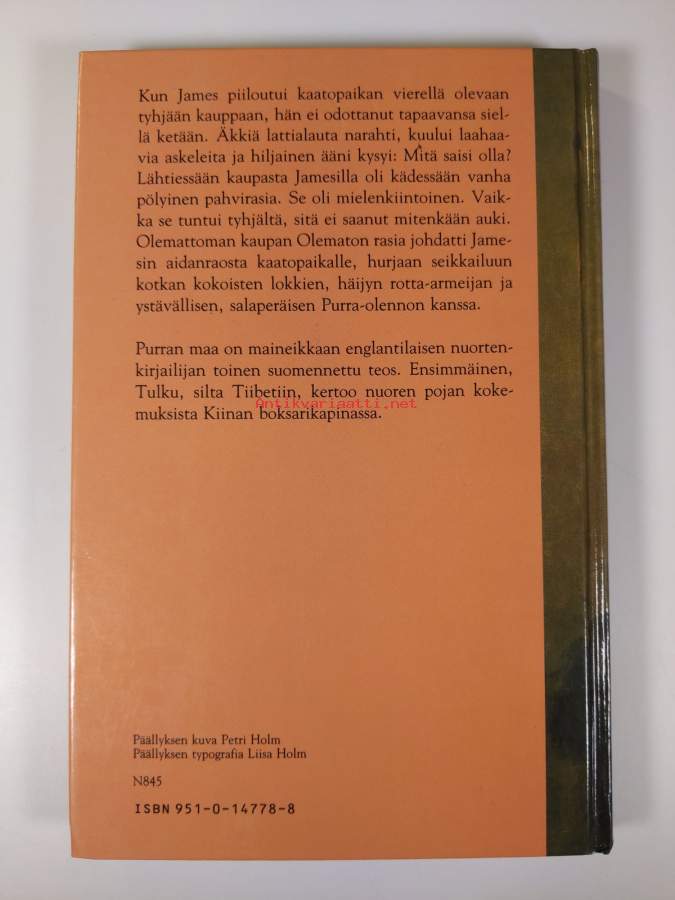 Kun James piiloutui kaatopaikan vierellä olevaan
tyhjään kauppaan, hän ei odottanut tapaavansa siel-
lä ketään. Äkkiä lattialauta narahti, kuului laahaa-
via askeleita ja hiljainen ääni kysyi: Mitä saisi olla?
Lähtiessään kaupasta Jamesilla oli kädessään vanha
pölyinen pahvirasia. Se oli mielenkiintoinen. Vaik-
ka se tuntui tyhjältä, sitä ei saanut mitenkään auki.
Olemattoman kaupan Olematon rasia johdatti Jame-
sin aidanraosta kaatopaikalle, hurjaan seikkailuun
kotkan kokoisten lokkien, häijyn rotta-armeijan ja
ystävällisen, salaperäisen Purra-olennon kanssa.
Purran maa on maineikkaan englantilaisen nuorten-
kirjailijan toinen suomennettu teos. Ensimmäinen,
Tulku, silta Tiibetiin, kertoo nuoren pojan koke-
muksista Kiinan boksarikapinassa.
Antikvariaatti.net
Päällyksen kuva Petri Holm
Päällyksen typografia Liisa Holm
N845
ISBN 951-0-14778-8